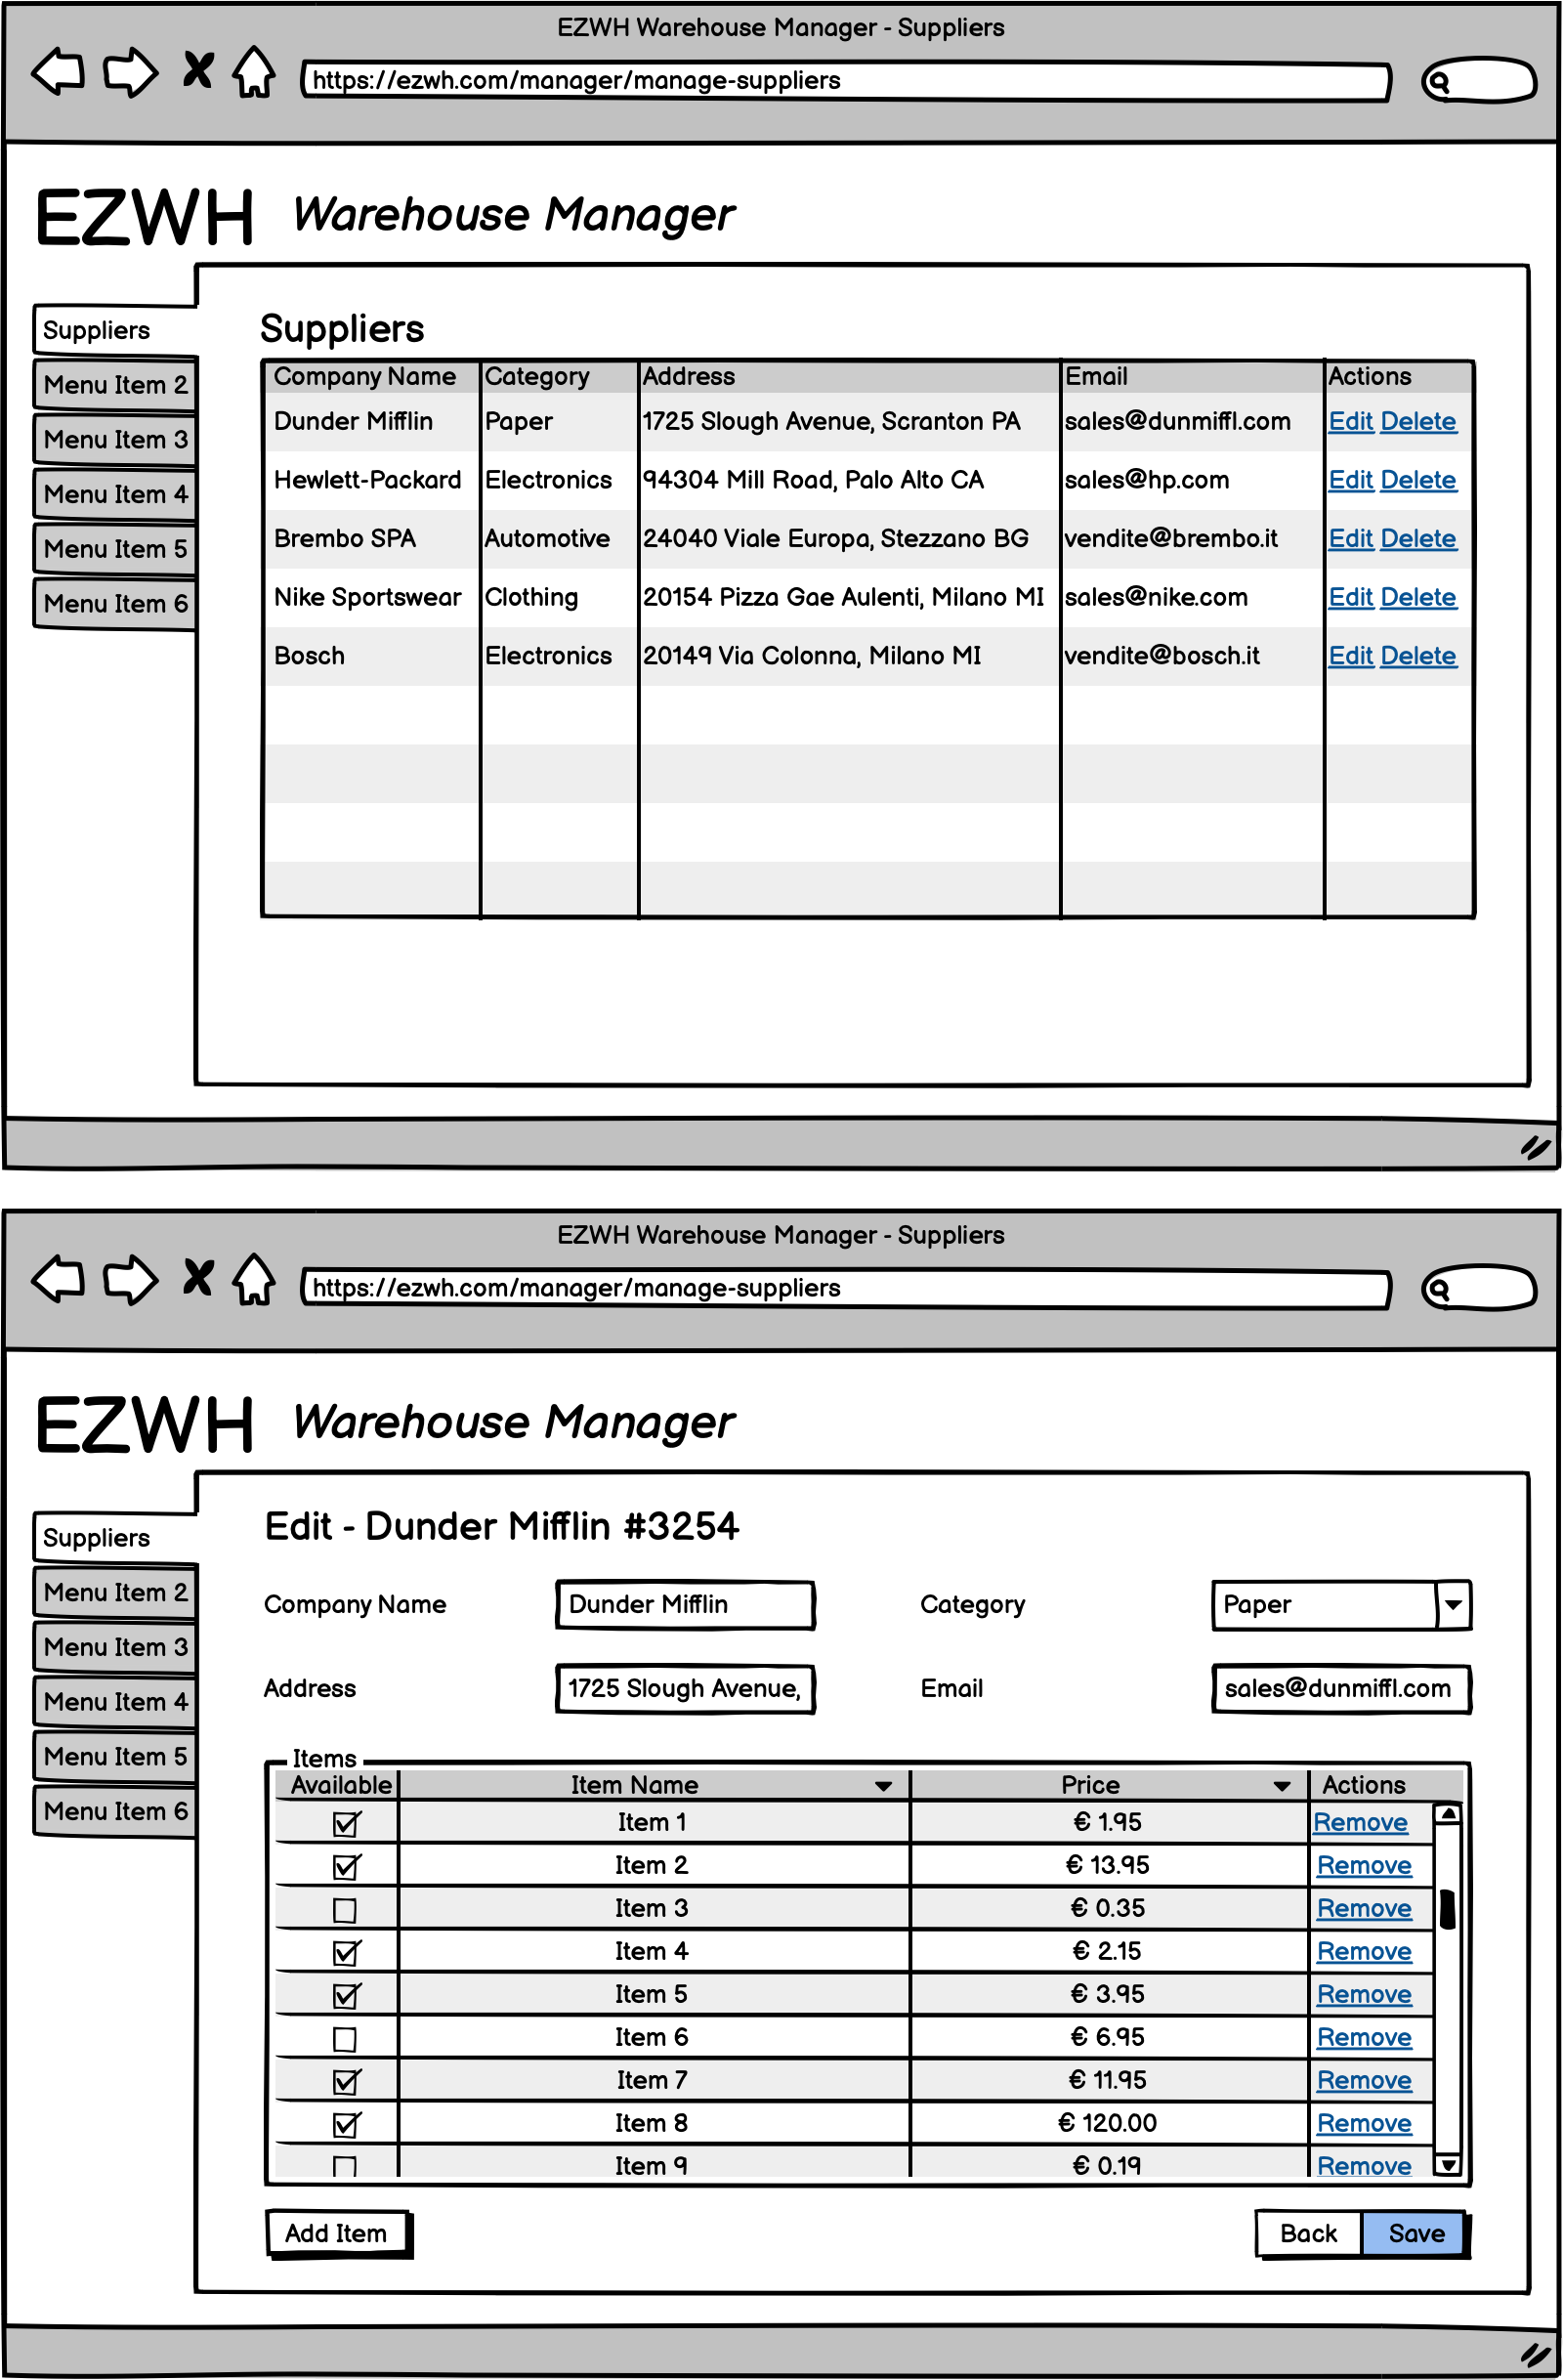 EZWH Warehouse Manager - Suppliers
https://ezwh.com/manager/manage-suppliers
EZWH Warehouse Manager
Suppliers
Menu Item 2
Menu Item 3
Menu Item 4
Menu Item 5
Menu Item 6
Suppliers
Company Name Category Address Email Actions
Dunder Mifflin Paper 1725 Slough Avenue, Scranton PA sales@dunmiffl.com Edit Delete
Hewlett-Packard Electronics 94304 Mill Road, Palo Alto CA sales@hp.com Edit Delete
Brembo SPA Automotive 24040 Viale Europa, Stezzano BG vendite@brembo.it Edit Delete
Nike Sportswear Clothing 20154 Pizza Gae Aulenti, Milano MI sales@nike.com Edit Delete
Bosch Electronics 20149 Via Colonna, Milano MI vendite@bosch.it Edit Delete
EZWH Warehouse Manager - Suppliers
https://ezwh.com/manager/manage-suppliers
EZWH Warehouse Manager
Suppliers
Menu Item 2
Menu Item 3
Menu Item 4
Menu Item 5
Menu Item 6
Edit - Dunder Mifflin #3254
Company Name Dunder Mifflin Category Paper
Address 1725 Slough Avenue, Email sales@dunmiffl.com
Items
Available Item Name Price Actions
Item 1 € 1.95 Remove
Item 2 € 13.95 Remove
Item 3 € 0.35 Remove
Item 4 € 2.15 Remove
Item 5 € 3.95 Remove
Item 6 € 6.95 Remove
Item 7 € 11.95 Remove
Item 8 € 120.00 Remove
Item 9 € 0.19 Remove
Add Item Back Save